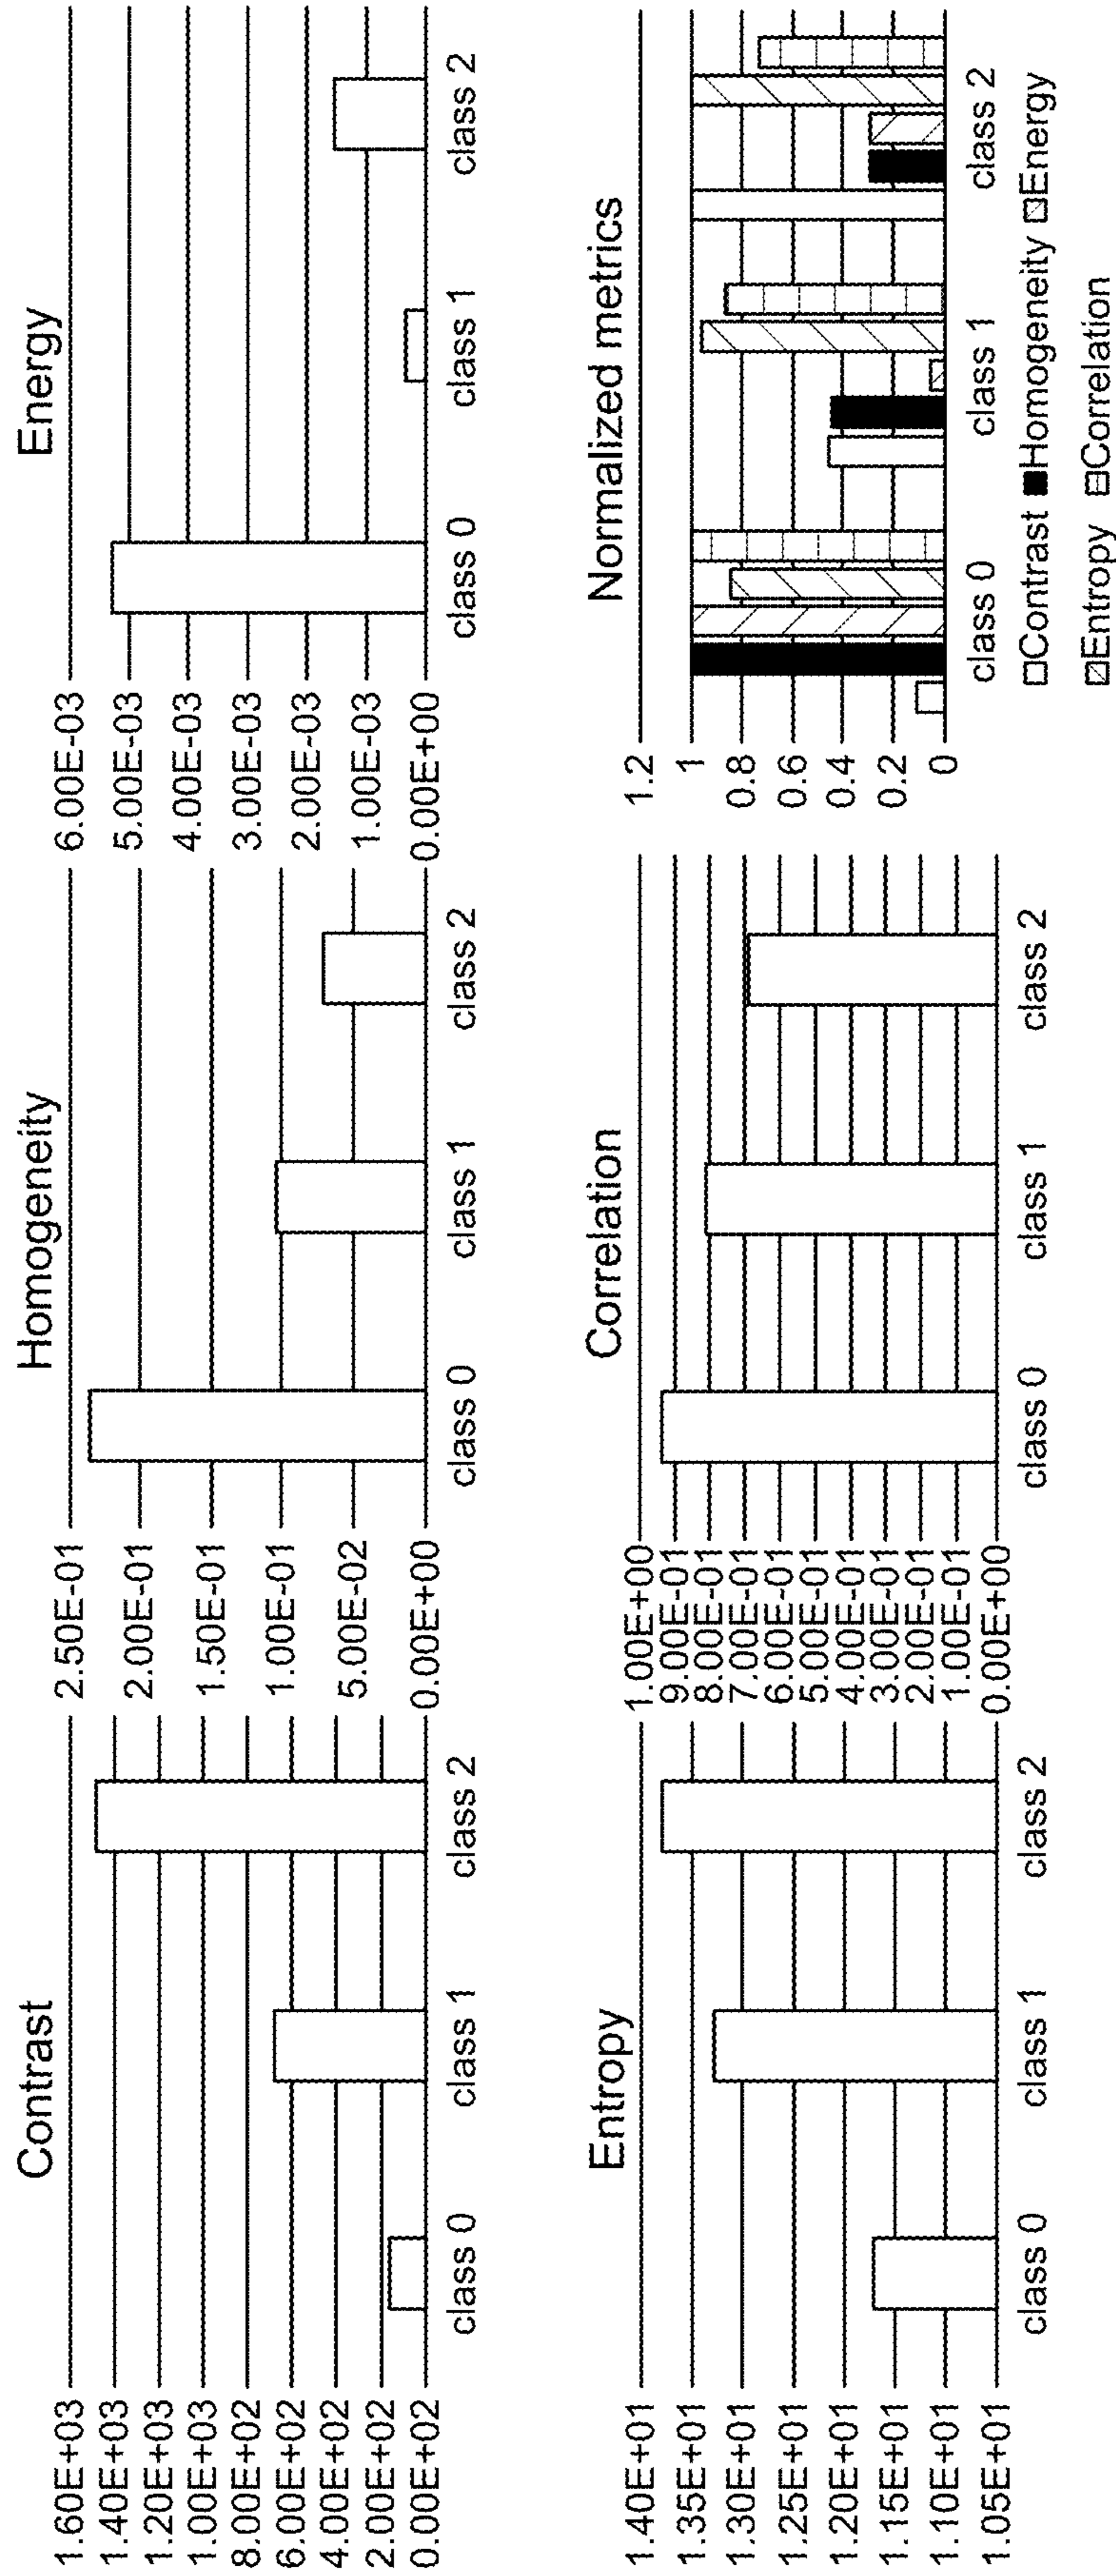 Contrast
1.60E+03
1.40E+03
1.20E+03
1.00E+03
8.00E+02
6.00E+02
4.00E+02
2.00E+02
0.00E+02
class 0 class 1 class 2
Homogeneity
2.50E-01
2.00E-01
1.50E-01
1.00E-01
5.00E-02
0.00E+00
class 0 class 1 class 2
Energy
6.00E-03
5.00E-03
4.00E-03
3.00E-03
2.00E-03
1.00E-03
0.00E+00
class 0 class 1 class 2
Entropy
1.40E+01
1.35E+01
1.30E+01
1.25E+01
1.20E+01
1.15E+01
1.10E+01
1.05E+01
class 0 class 1 class 2
Correlation
1.00E+00
9.00E-01
8.00E-01
7.00E-01
6.00E-01
5.00E-01
4.00E-01
3.00E-01
2.00E-01
1.00E-01
0.00E+00
class 0 class 1 class 2
Normalized metrics
1.2
1
0.8
0.6
0.4
0.2
0
class 0 class 1 class 2
Contrast Homogeneity Energy
Entropy Correlation